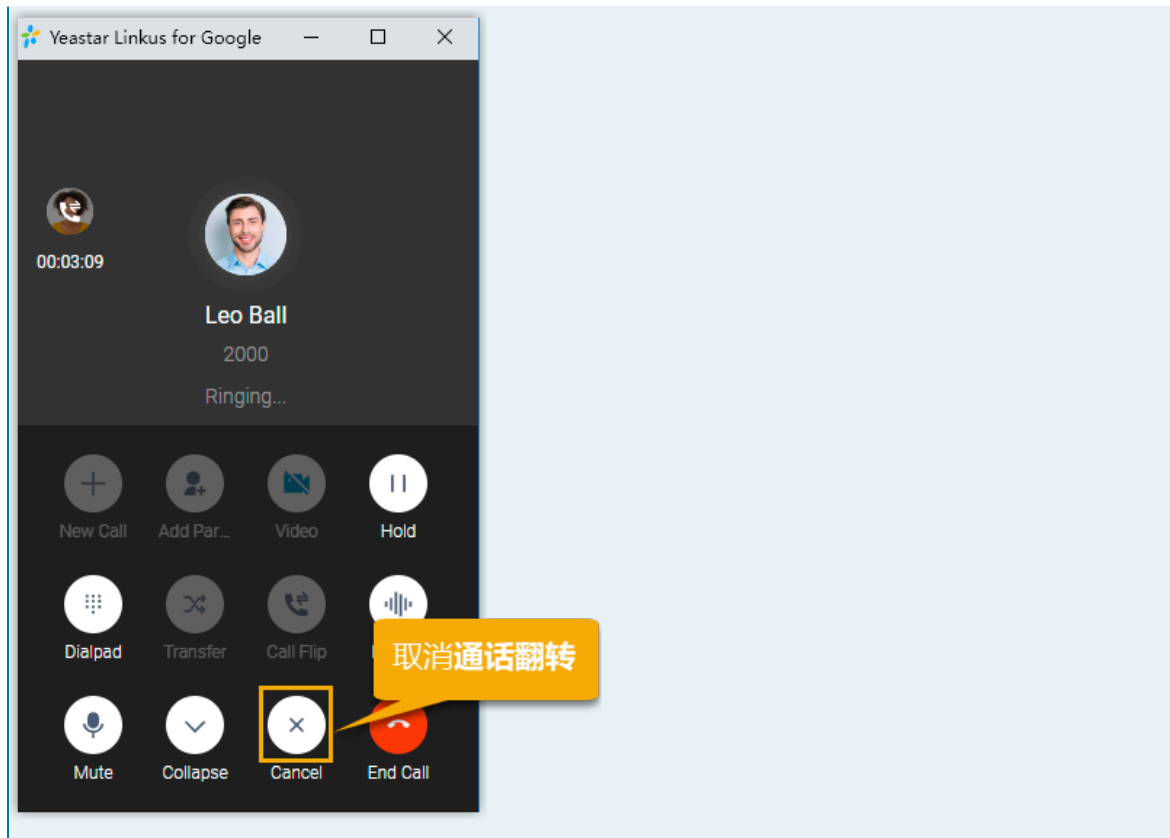 Yeastar Linkus for Google
00:03:09
Leo Ball
2000
Ringing...
New Call Add Par... Video Hold
Dialpad Transfer Call Flip
取消通话翻转
Mute Collapse Cancel End Call